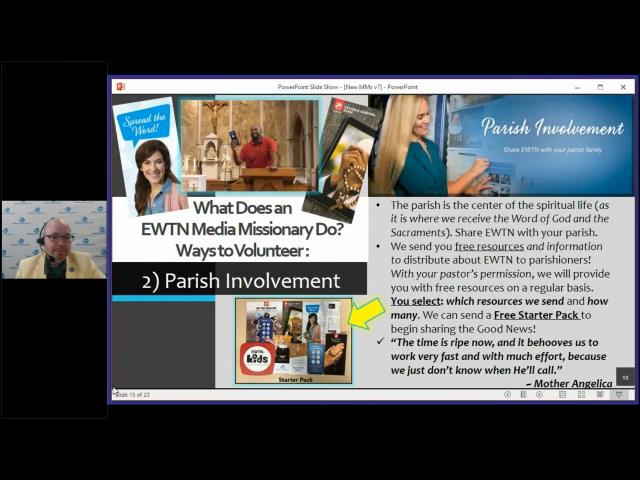 PowerPoint Slide Show - [New MMs v7] - PowerPoint
Spread the
Word!
Parish Involvement
Share EWTN with your parish family
What Does an
EWTN Media Missionary Do?
Ways to Volunteer :
2) Parish Involvement
EWTN
kids
Starter Pack
• The parish is the center of the spiritual life (as
it is where we receive the Word of God and the
Sacraments). Share EWTN with your parish.
• We send you free resources and information
to distribute about EWTN to parishioners!
With your pastor's permission, we will provide
you with free resources on a regular basis.
You select: which resources we send and how
many. We can send a Free Starter Pack to
begin sharing the Good News!
✓ “The time is ripe now, and it behooves us to
work very fast and with much effort, because
we just don't know when He'll call.”
~ Mother Angelica
15
Slide 15 of 23